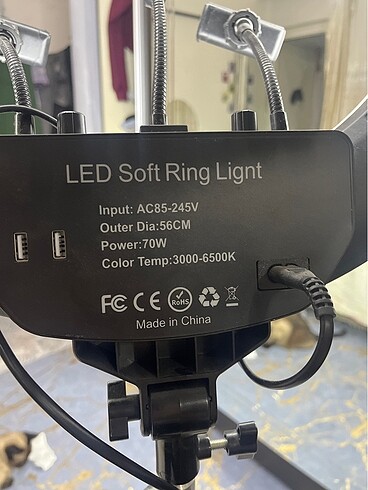 LED Soft Ring Lignt
Input: AC85-245V
Outer Dia:56CM
Power:70W
Color Temp:3000-6500K
FC CE RoHS
Made in China